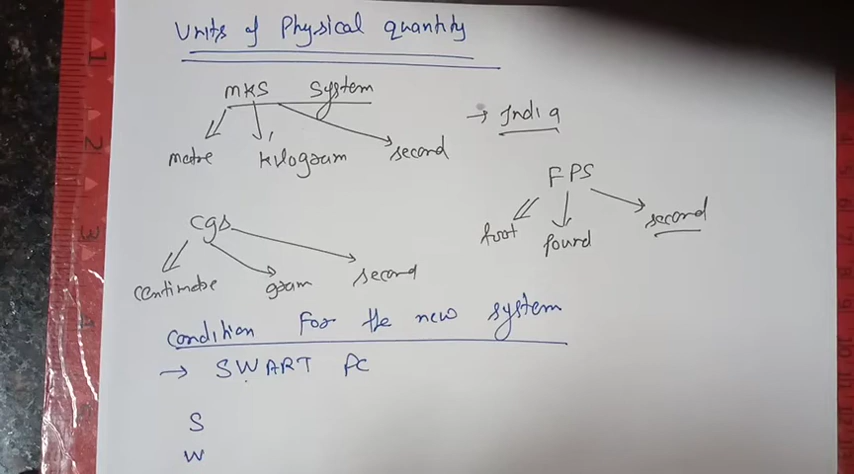 Units of Physical quantity
MKS System
→ India
metre kilogram second
FPS
foot pound second
cgs
centimetre gram second
Condition for the new system
→ SWART PC
S
W